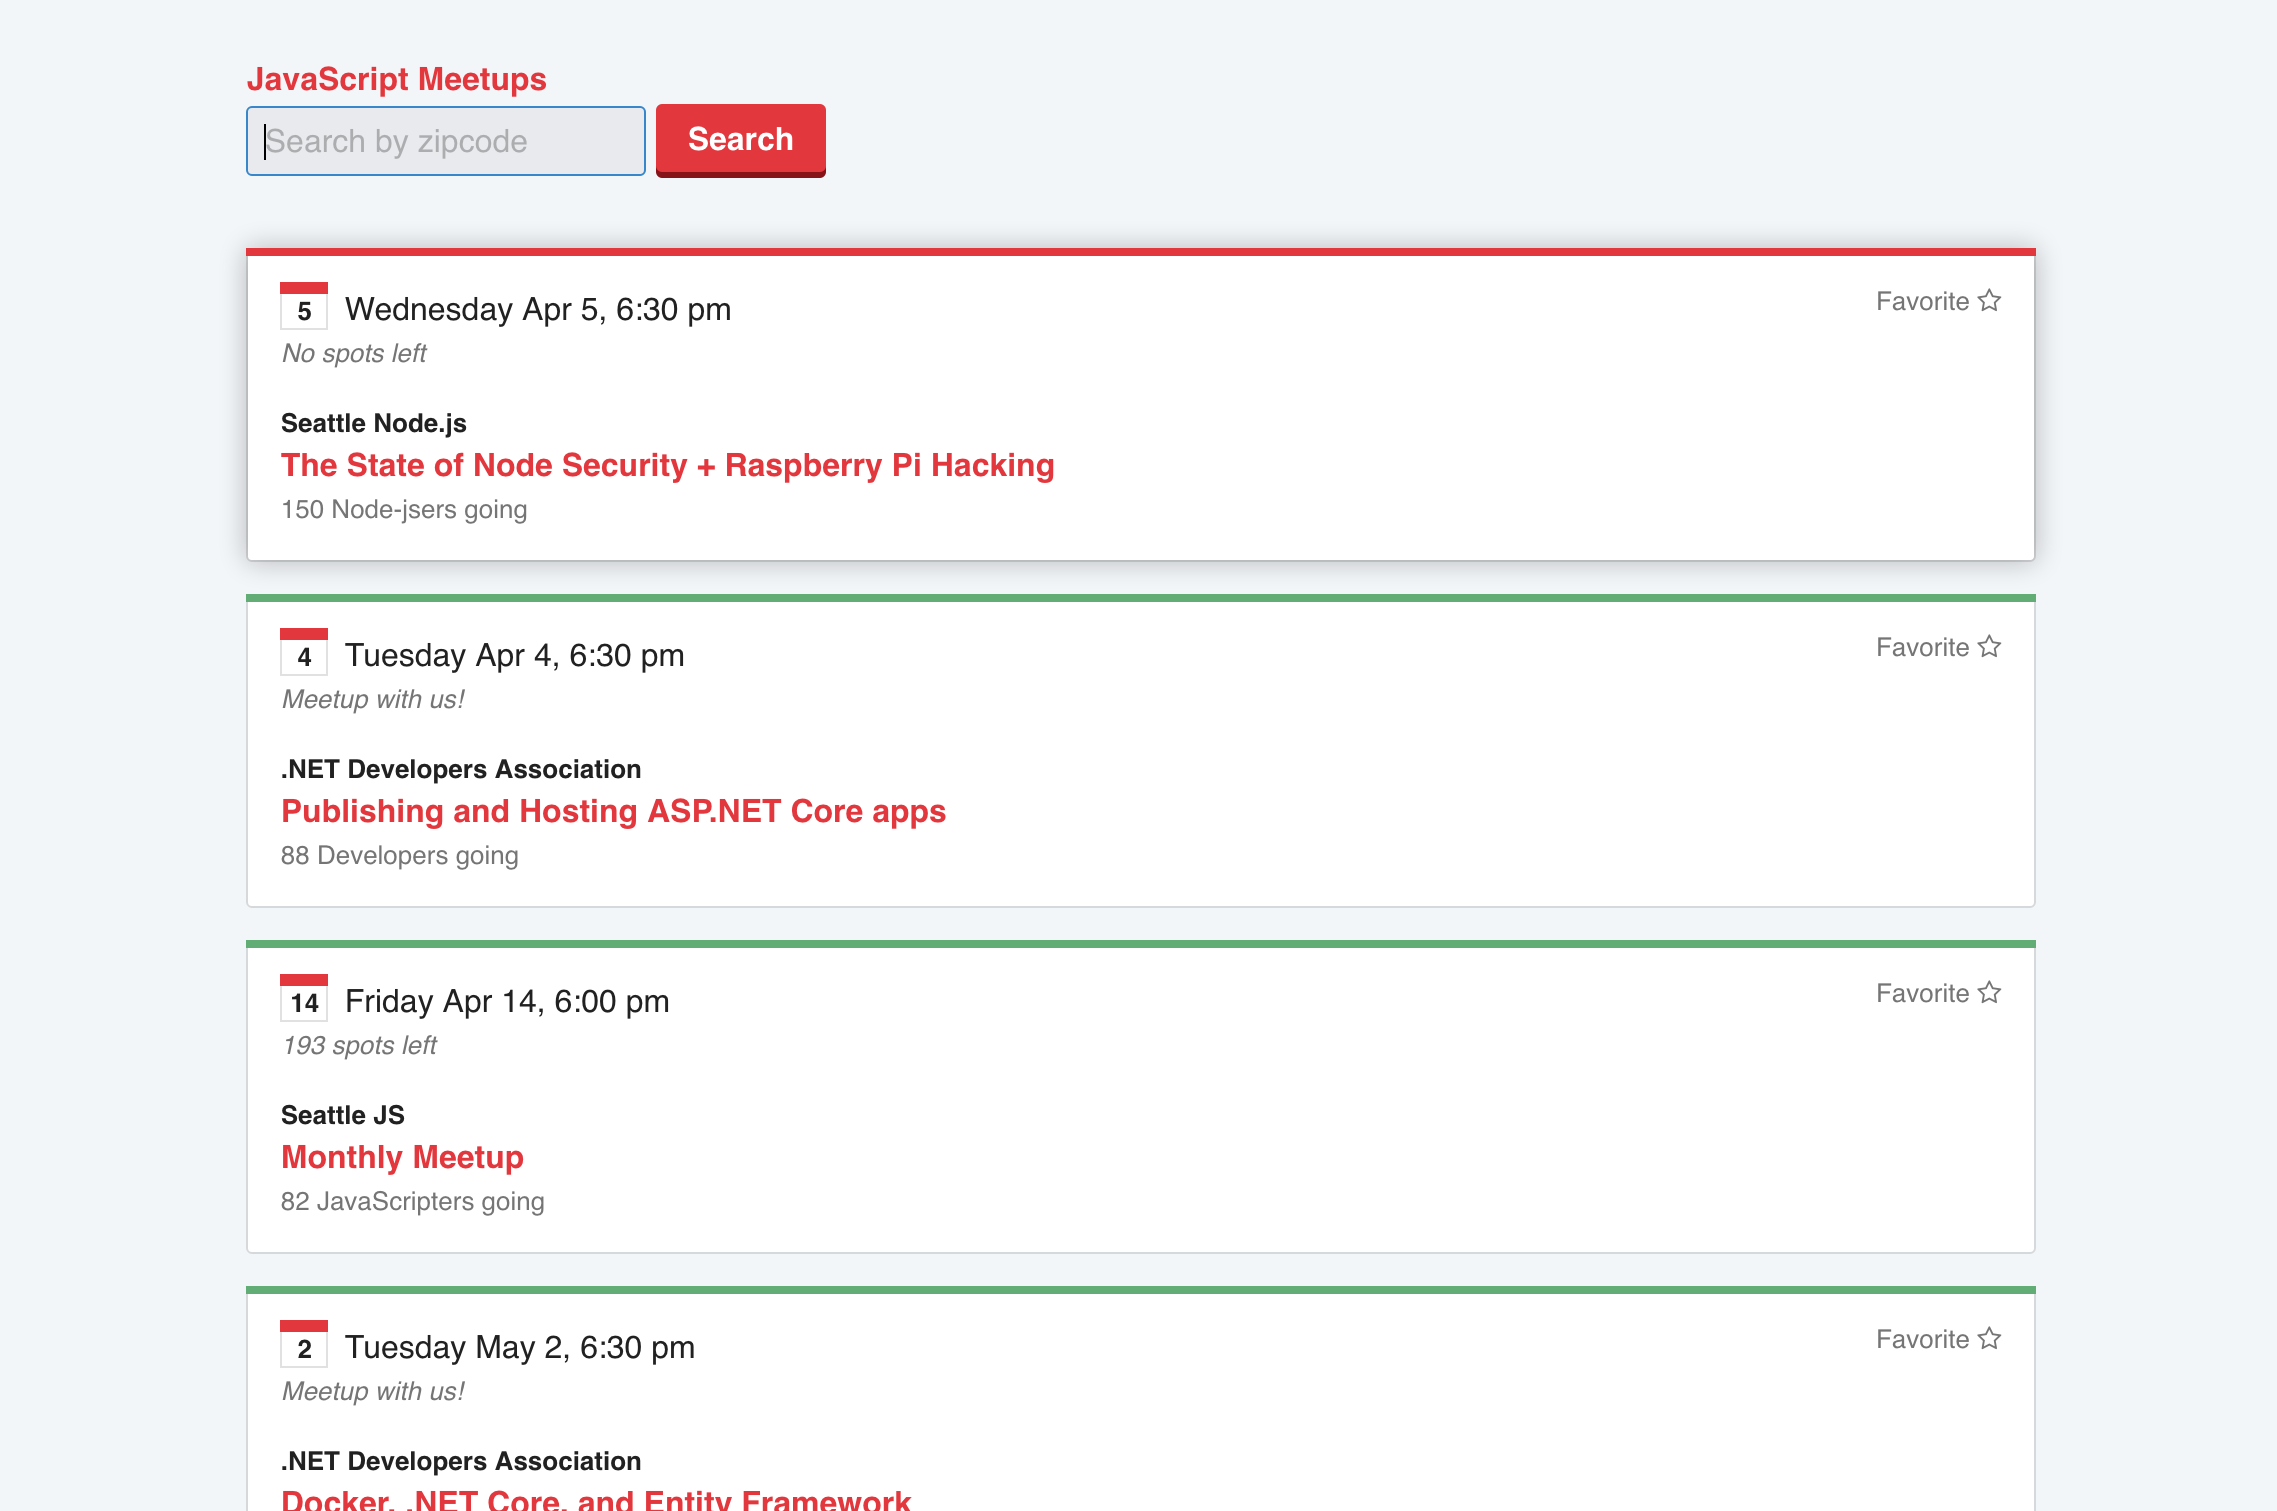 JavaScript Meetups
Search by zipcode
Search
5
Wednesday Apr 5, 6:30 pm
Favorite
No spots left
Seattle Node.js
The State of Node Security + Raspberry Pi Hacking
150 Node-jsers going
4
Tuesday Apr 4, 6:30 pm
Favorite
Meetup with us!
.NET Developers Association
Publishing and Hosting ASP.NET Core apps
88 Developers going
14
Friday Apr 14, 6:00 pm
Favorite
193 spots left
Seattle JS
Monthly Meetup
82 JavaScripters going
2
Tuesday May 2, 6:30 pm
Favorite
Meetup with us!
.NET Developers Association
Docker, .NET Core, and Entity Framework